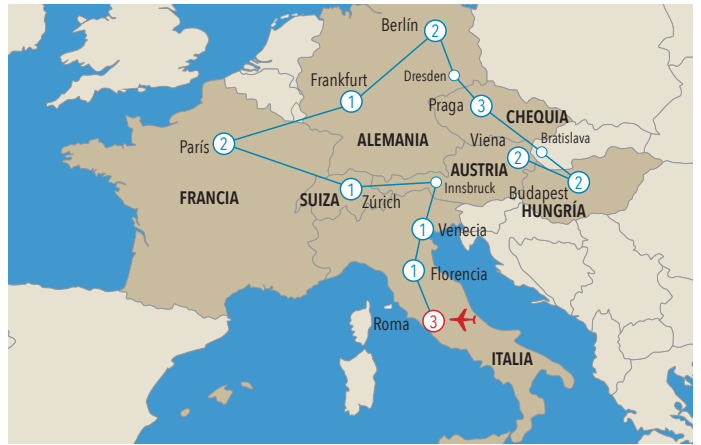 Berlín
2
Dresden
Frankfurt
1
Praga
3
CHEQUIA
París
2
ALEMANIA
Viena
2
Bratislava
AUSTRIA
2
Budapest
HUNGRÍA
FRANCIA
SUIZA
1
Zúrich
Innsbruck
1
Venecia
1
Florencia
Roma
3
ITALIA